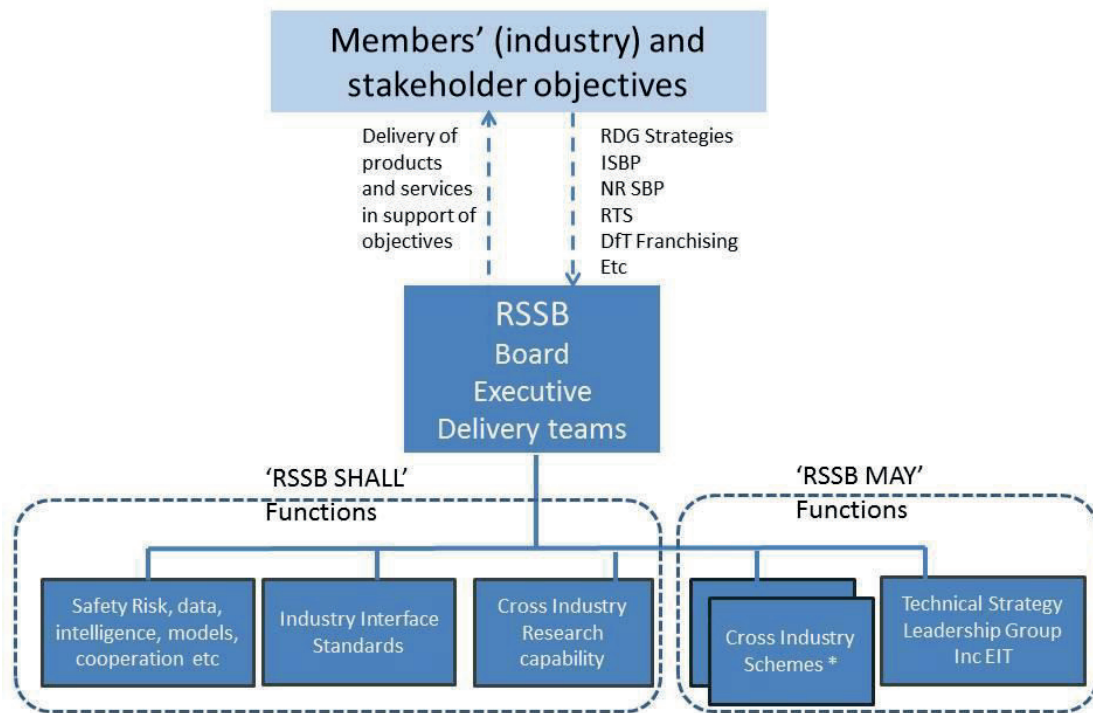 Members’ (industry) and
stakeholder objectives
Delivery of
products
and services
in support of
objectives
RDG Strategies
ISBP
NR SBP
RTS
DfT Franchising
Etc
RSSB
Board
Executive
Delivery teams
‘RSSB SHALL’
Functions
‘RSSB MAY’
Functions
Safety Risk, data,
intelligence, models,
cooperation etc
Industry Interface
Standards
Cross Industry
Research
capability
Cross Industry
Schemes *
Technical Strategy
Leadership Group
Inc EIT